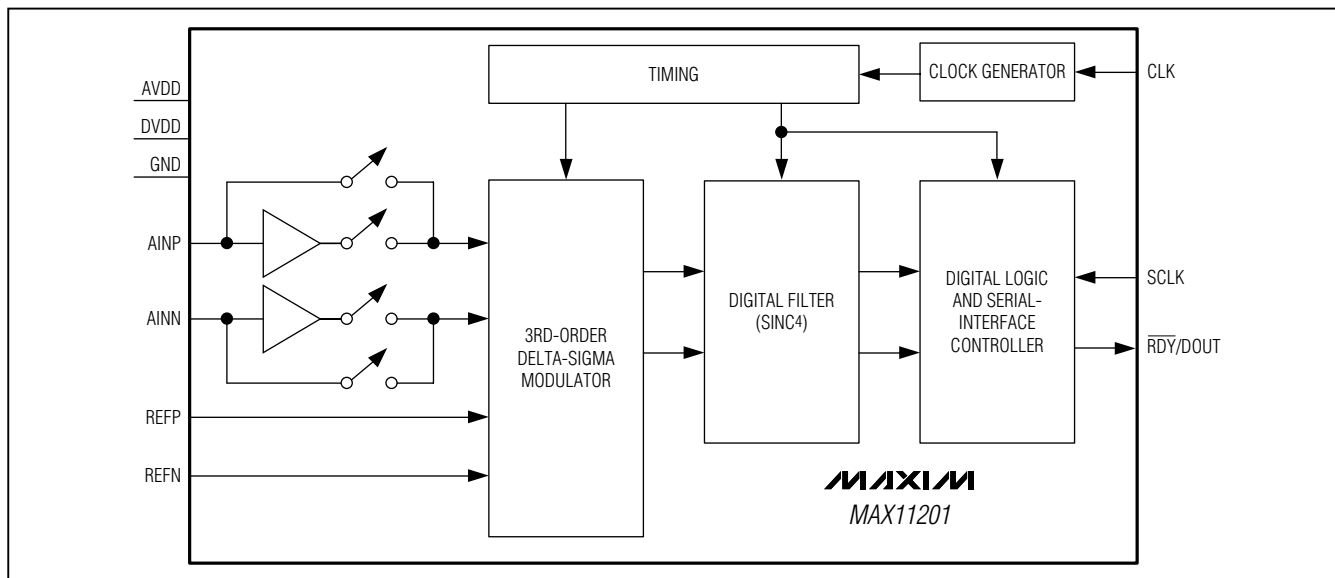 TIMING
CLOCK GENERATOR
CLK
AVDD
DVDD
GND
AINP
AINN
REFP
REFN
3RD-ORDER
DELTA-SIGMA
MODULATOR
DIGITAL FILTER
(SINC4)
DIGITAL LOGIC
AND SERIAL-
INTERFACE
CONTROLLER
SCLK
RDY/DOUT
MAXIM
MAX11201